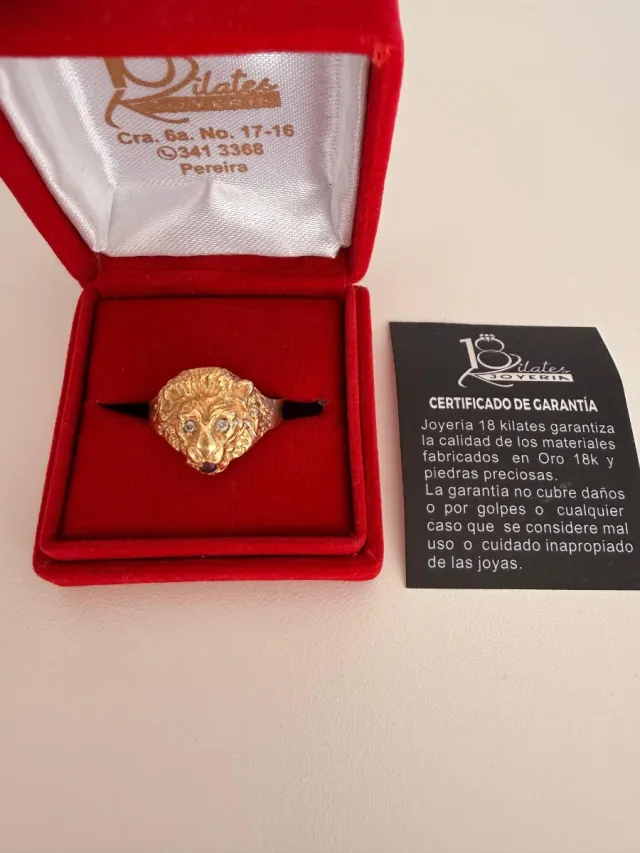 18 Kilates
JOYERIA
Cra. 6a. No. 17-16
341 3368
Pereira
18 Kilates
JOYERIA
CERTIFICADO DE GARANTÍA
Joyería 18 kilates garantiza
la calidad de los materiales
fabricados en Oro 18k y
piedras preciosas.
La garantia no cubre daños
o por golpes o cualquier
caso que se considere mal
uso o cuidado inapropiado
de las joyas.